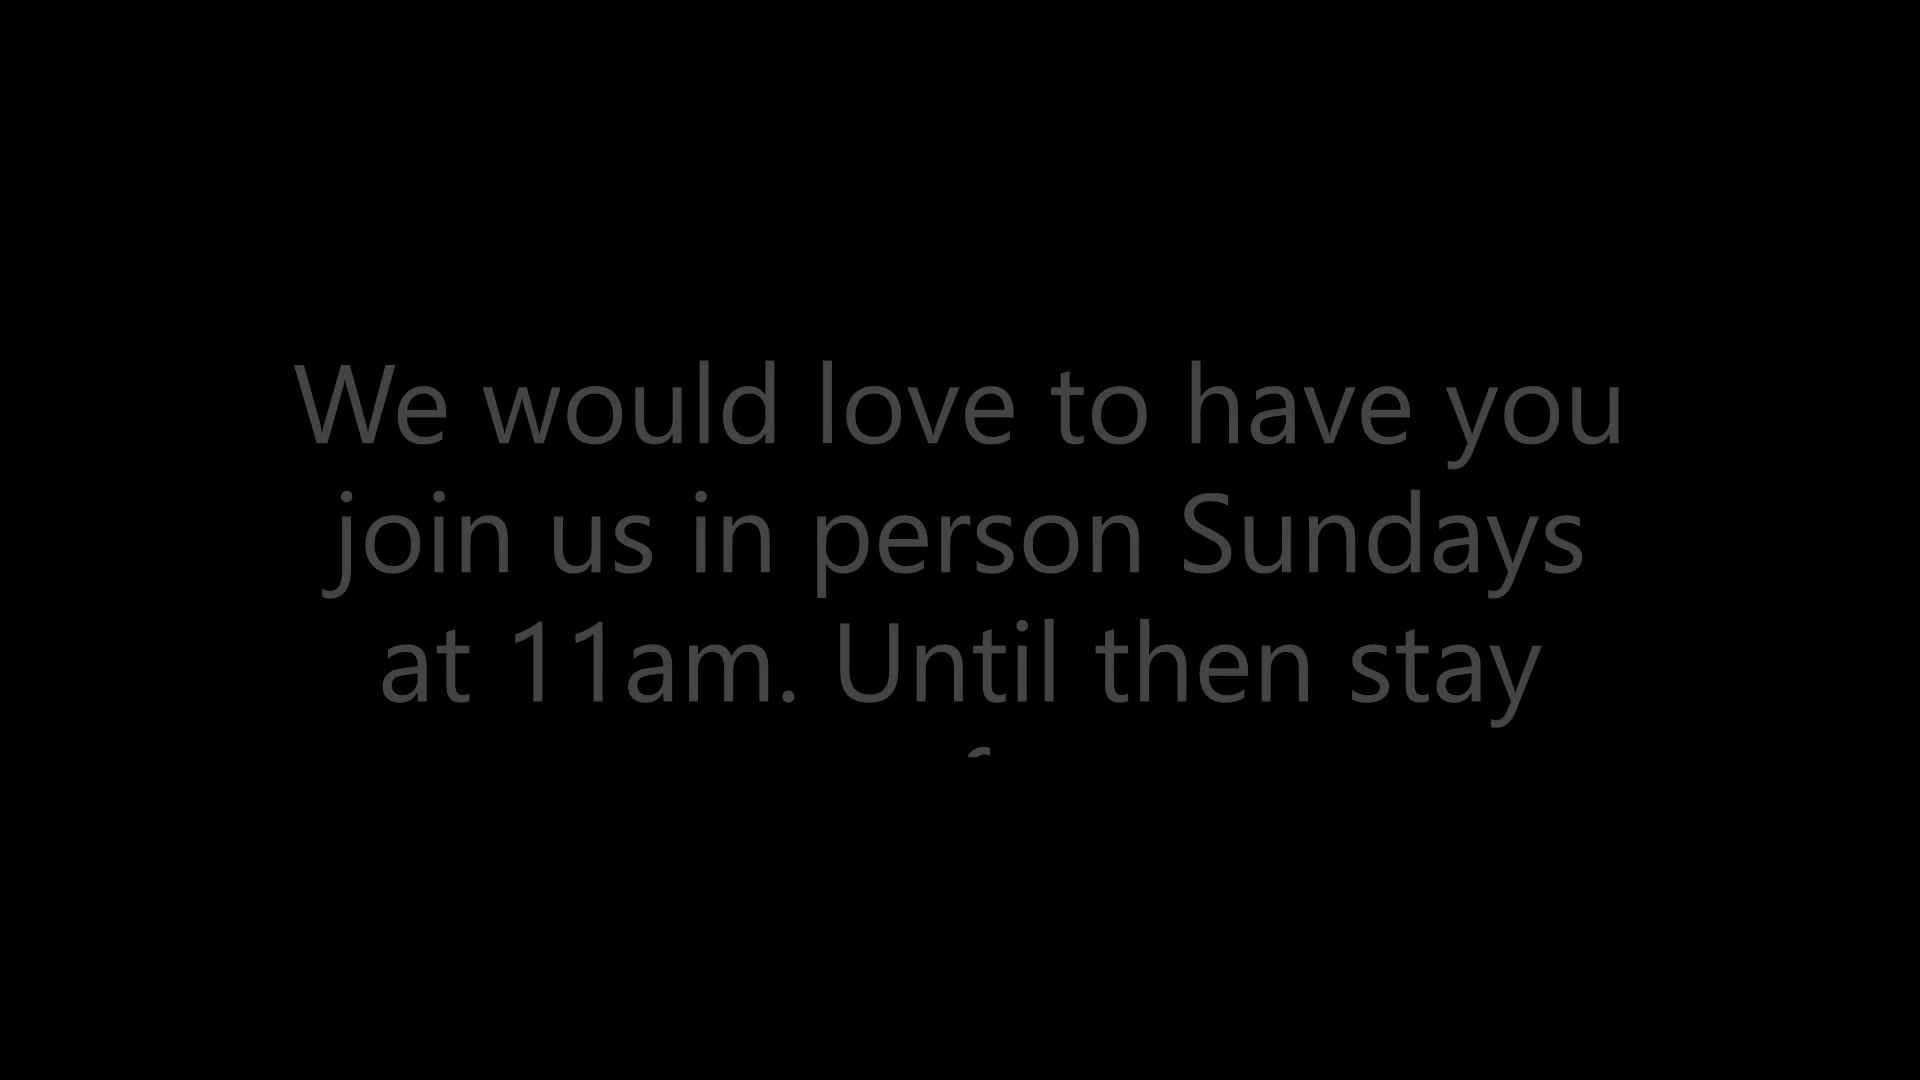 We would love to have you
join us in person Sundays
at 11am. Until then stay